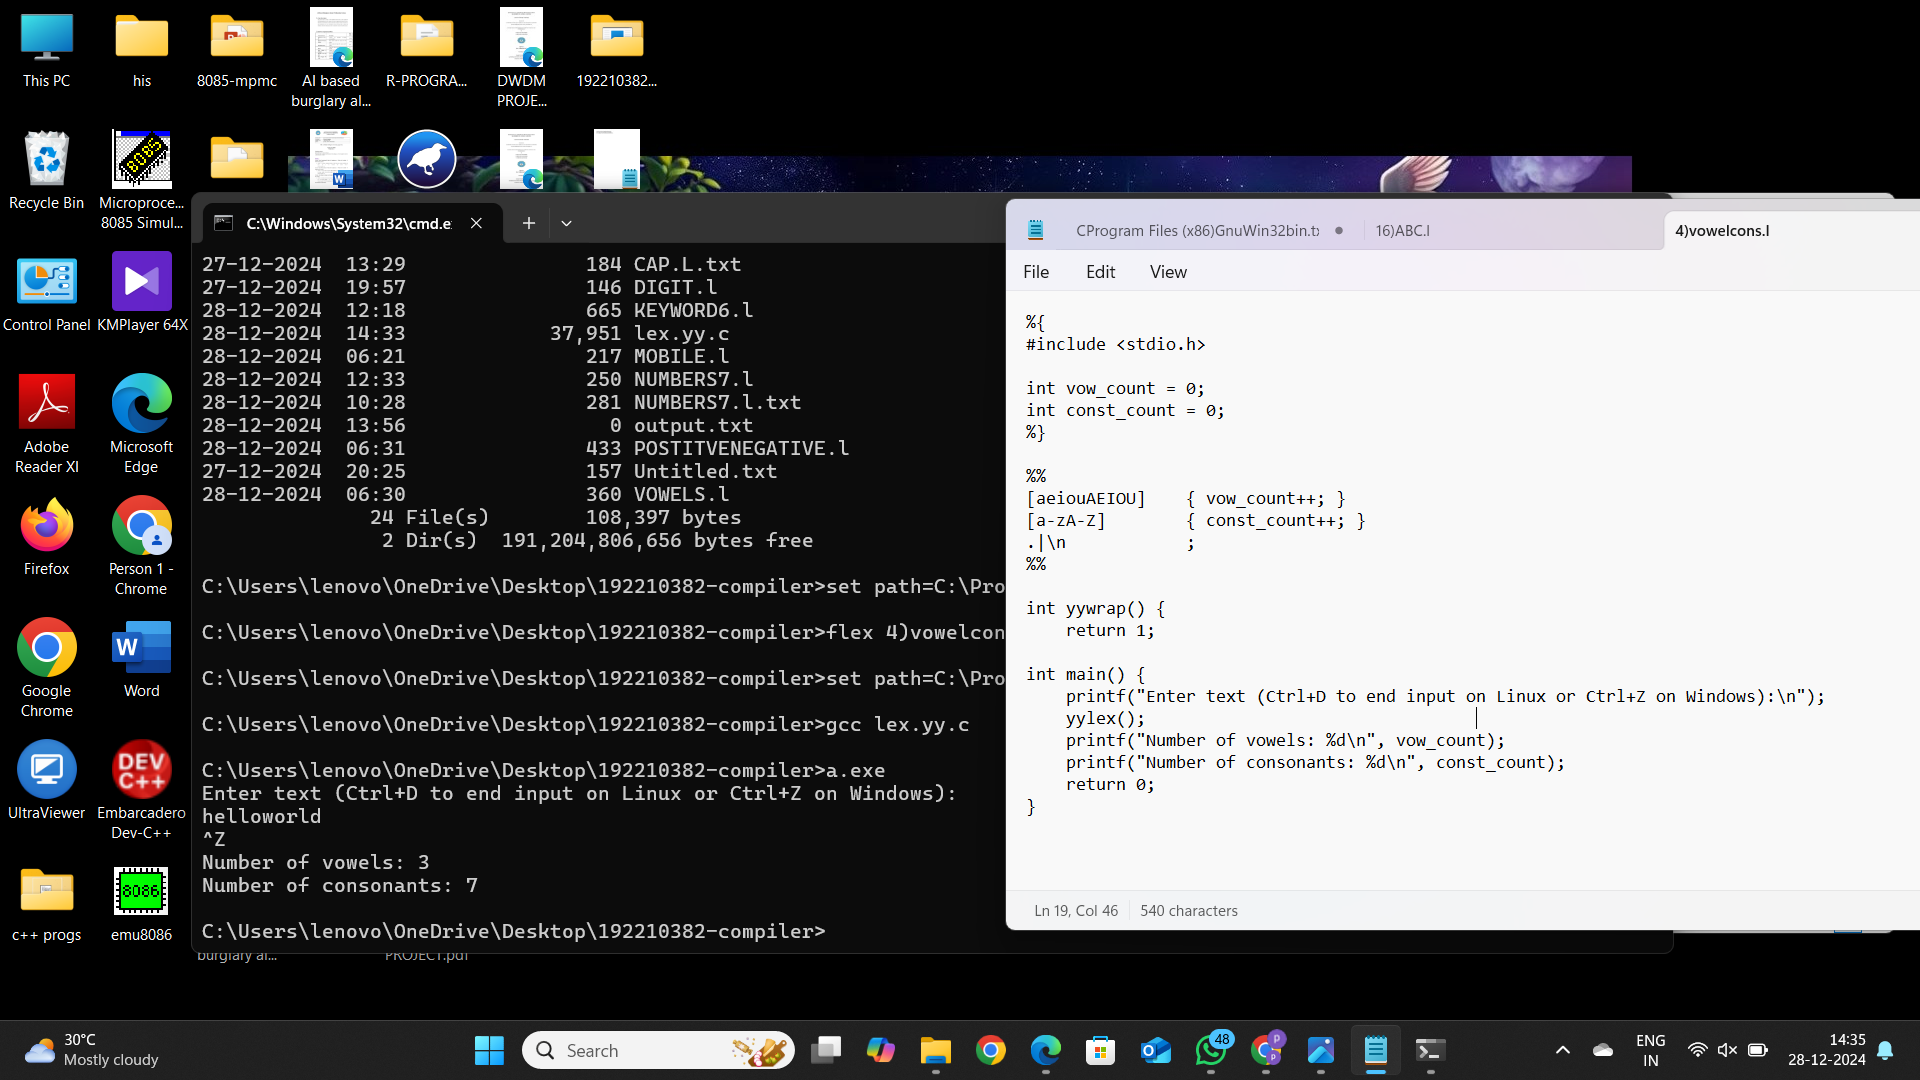 This PC
his
8085-mpmc
AI based
burglary al...
R-PROGRA...
DWDM
PROJE...
192210382...
Recycle Bin
8085
Microproce...
8085 Simul...
Control Panel
KMPlayer 64X
Adobe
Reader XI
Microsoft
Edge
Firefox
Person 1 -
Chrome
Google
Chrome
W
Word
UltraViewer
DEV
C++
Embarcadero
Dev-C++
c++ progs
8086
emu8086
burglary al...
PROJECT.pdf
C:\Windows\System32\cmd.e
27-12-2024 13:29 184 CAP.L.txt
27-12-2024 19:57 146 DIGIT.l
28-12-2024 12:18 665 KEYWORD6.l
28-12-2024 14:33 37,951 lex.yy.c
28-12-2024 06:21 217 MOBILE.l
28-12-2024 12:33 250 NUMBERS7.l
28-12-2024 10:28 281 NUMBERS7.l.txt
28-12-2024 13:56 0 output.txt
28-12-2024 06:31 433 POSTITVENEGATIVE.l
27-12-2024 20:25 157 Untitled.txt
28-12-2024 06:30 360 VOWELS.l
24 File(s) 108,397 bytes
2 Dir(s) 191,204,806,656 bytes free
C:\Users\lenovo\OneDrive\Desktop\192210382-compiler>set path=C:\Pro
C:\Users\lenovo\OneDrive\Desktop\192210382-compiler>flex 4)vowelcon
C:\Users\lenovo\OneDrive\Desktop\192210382-compiler>set path=C:\Pro
C:\Users\lenovo\OneDrive\Desktop\192210382-compiler>gcc lex.yy.c
C:\Users\lenovo\OneDrive\Desktop\192210382-compiler>a.exe
Enter text (Ctrl+D to end input on Linux or Ctrl+Z on Windows):
helloworld
^Z
Number of vowels: 3
Number of consonants: 7
C:\Users\lenovo\OneDrive\Desktop\192210382-compiler>
CProgram Files (x86)GnuWin32bin.tx
16)ABC.l
4)vowelcons.l
File Edit View
%{
#include <stdio.h>
int vow_count = 0;
int const_count = 0;
%}
%%
[aeiouAEIOU] { vow_count++; }
[a-zA-Z] { const_count++; }
.|\n ;
%%
int yywrap() {
return 1;
int main() {
printf("Enter text (Ctrl+D to end input on Linux or Ctrl+Z on Windows):\n");
yylex();
printf("Number of vowels: %d\n", vow_count);
printf("Number of consonants: %d\n", const_count);
return 0;
}
Ln 19, Col 46
540 characters
30°C
Mostly cloudy
Search
48
P
P
ENG
IN
14:35
28-12-2024